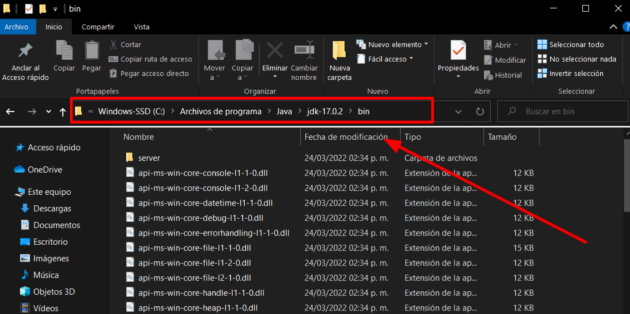 bin
Archivo Inicio Compartir Vista
Anclar al Acceso rápido
Copiar
Pegar
Cortar
Copiar ruta de acceso
Pegar acceso directo
Mover a
Copiar a
Eliminar
Cambiar nombre
Nueva carpeta
Nuevo elemento
Fácil acceso
Propiedades
Abrir
Modificar
Historial
Seleccionar todo
No seleccionar nada
Invertir selección
Portapapeles Organizar Nuevo Abrir Seleccionar
« Windows-SSD (C:) > Archivos de programa > Java > jdk-17.0.2 > bin
Buscar en bin
Acceso rápido
OneDrive
Este equipo
Descargas
Documentos
Escritorio
Imágenes
Música
Objetos 3D
Vídeos
Nombre Fecha de modificación Tipo Tamaño
server 24/03/2022 02:34 p. m. Carpeta de archivos
api-ms-win-core-console-l1-1-0.dll 24/03/2022 02:34 p. m. Extensión de la ap... 12 KB
api-ms-win-core-console-l1-2-0.dll 24/03/2022 02:34 p. m. Extensión de la ap... 12 KB
api-ms-win-core-datetime-l1-1-0.dll 24/03/2022 02:34 p. m. Extensión de la ap... 12 KB
api-ms-win-core-debug-l1-1-0.dll 24/03/2022 02:34 p. m. Extensión de la ap... 12 KB
api-ms-win-core-errorhandling-l1-1-0.dll 24/03/2022 02:34 p. m. Extensión de la ap... 12 KB
api-ms-win-core-file-l1-1-0.dll 24/03/2022 02:34 p. m. Extensión de la ap... 15 KB
api-ms-win-core-file-l1-2-0.dll 24/03/2022 02:34 p. m. Extensión de la ap... 12 KB
api-ms-win-core-file-l2-1-0.dll 24/03/2022 02:34 p. m. Extensión de la ap... 12 KB
api-ms-win-core-handle-l1-1-0.dll 24/03/2022 02:34 p. m. Extensión de la ap... 12 KB
api-ms-win-core-heap-l1-1-0.dll 24/03/2022 02:34 p. m. Extensión de la ap... 12 KB